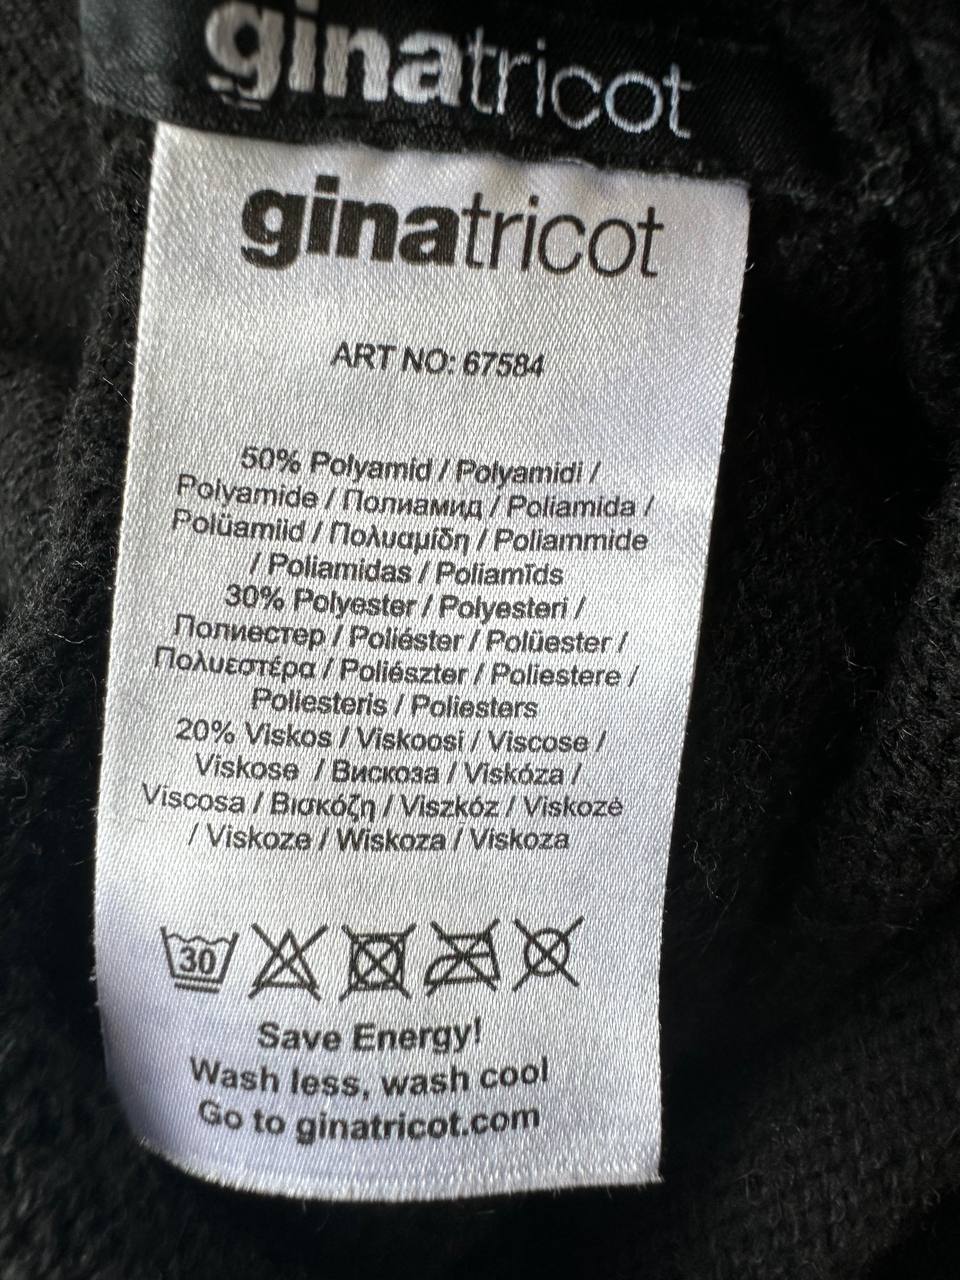 ginatricot
ginatricot
ART NO: 67584
50% Polyamid / Polyamidi /
Polyamide / Полиамид / Poliamida /
Polüamiid / Πολυαμίδη / Poliammide
/ Poliamidas / Poliamīds
30% Polyester / Polyesteri /
Полиестер / Poliéster / Polüester /
Πολυεστέρα / Poliészter / Poliestere /
Poliesteris / Poliesters
20% Viskos / Viskoosi / Viscose /
Viskose / Вискоза / Viskóza /
Viscosa / Βισκόζη / Viszkóz / Viskozė
/ Viskoze / Wiskoza / Viskoza
30
Save Energy!
Wash less, wash cool
Go to ginatricot.com